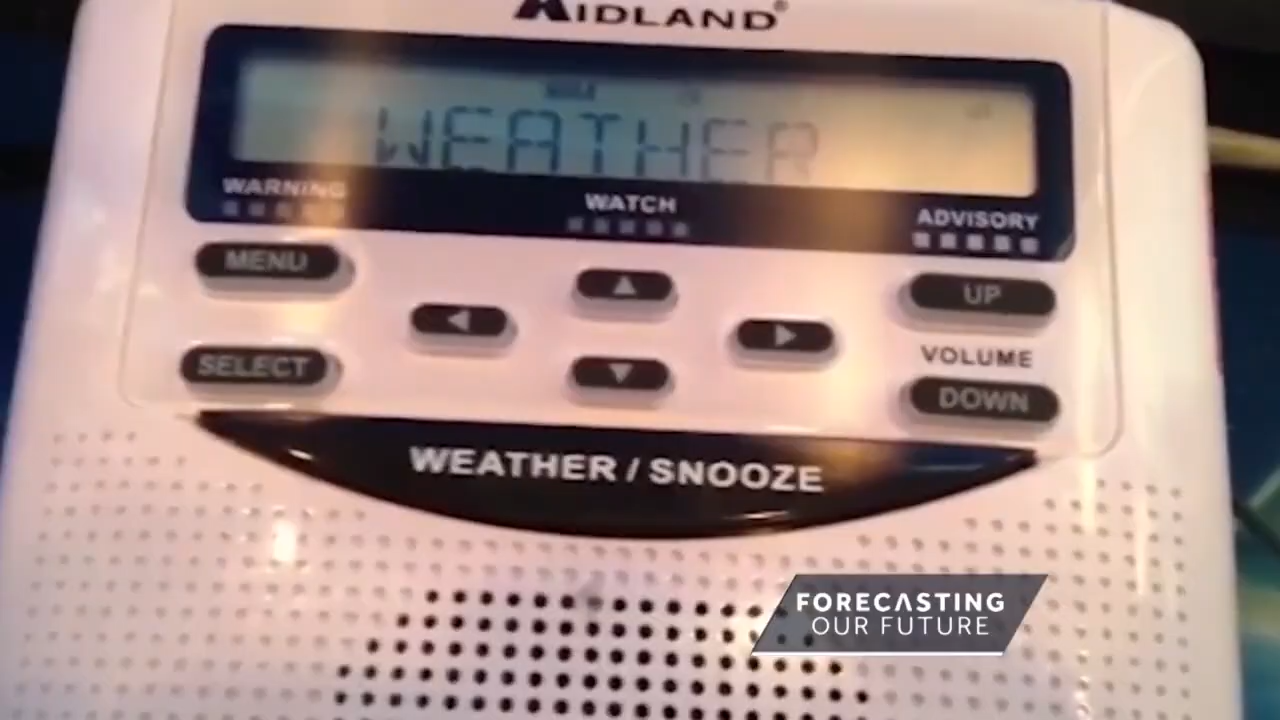 MIDLAND®
WEATHER
WARNING
WATCH
ADVISORY
MENU
UP
SELECT
VOLUME
DOWN
WEATHER / SNOOZE
FORECASTING
OUR FUTURE